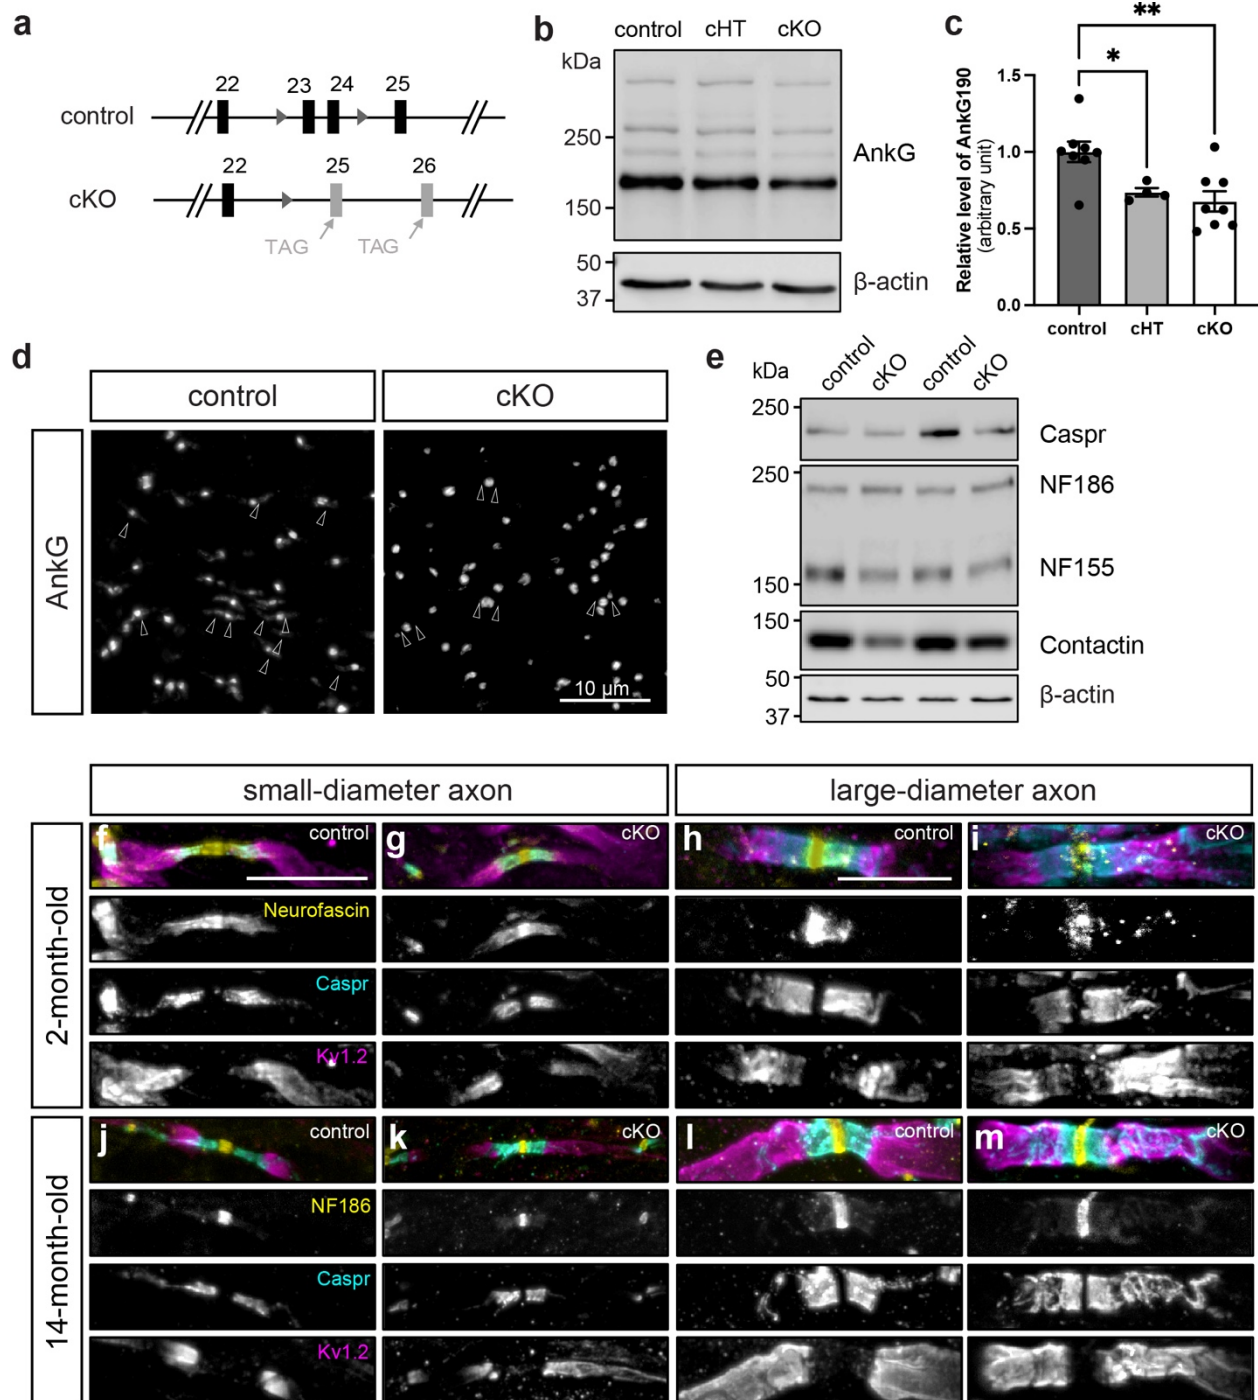 a
22 23 24 25
control
22 25 26
cKO
TAG TAG
b
control cHT cKO
kDa
250
AnkG
150
50
β-actin
37
c
** 
*
Relative level of AnkG190
(arbitrary unit)
1.5
1.0
0.5
0.0
control cHT cKO
d
control cKO
AnkG
10 µm
e
kDa control cKO control cKO
250
Caspr
250
NF186
NF155
150
150
Contactin
50
β-actin
37
small-diameter axon large-diameter axon
2-month-old
f control g cKO h control i cKO
Neurofascin
Caspr
Kv1.2
14-month-old
j control k cKO l control m cKO
NF186
Caspr
Kv1.2